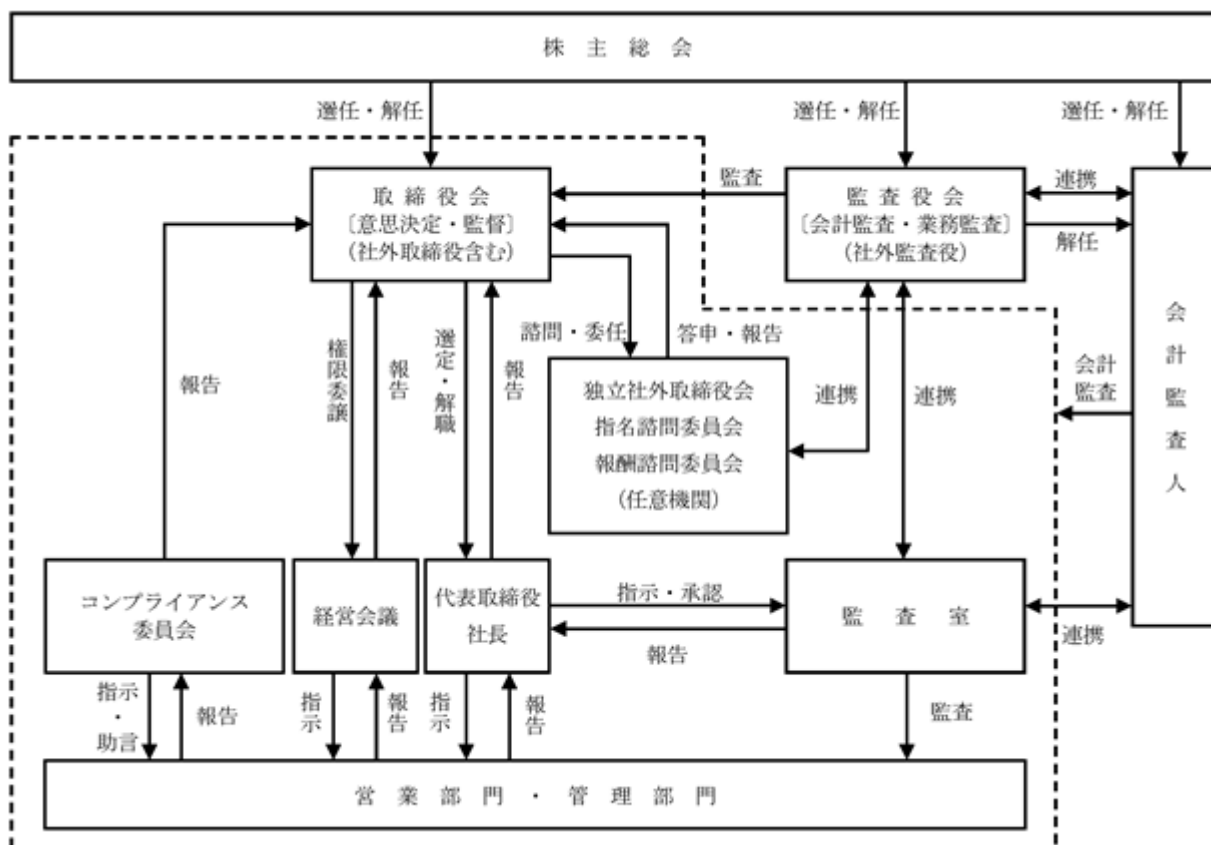 株主総会
選任・解任
選任・解任
選任・解任
取締役会
〔意思決定・監督〕
(社外取締役含む)
監査
監査役会
〔会計監査・業務監査〕
(社外監査役)
連携
解任
会計監査人
報告
権限委譲
報告
選定・解職
報告
諮問・委任
答申・報告
独立社外取締役会
指名諮問委員会
報酬諮問委員会
(任意機関)
連携
連携
会計
監査
コンプライアンス
委員会
経営会議
代表取締役
社長
指示・承認
報告
監査室
連携
指示
・
助言
報告
指示
報告
指示
報告
監査
営業部門・管理部門